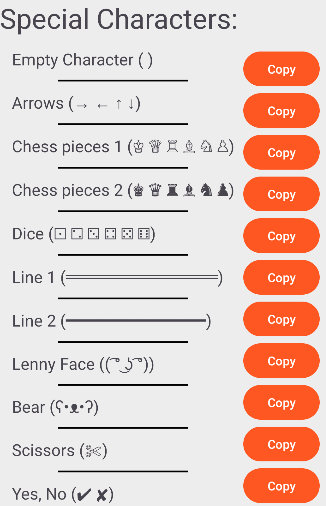 Special Characters:
Empty Character ( )
Copy
Arrows (→ ← ↑ ↓)
Copy
Chess pieces 1 (♔ ♕ ♖ ♗ ♘ ♙)
Copy
Chess pieces 2 (♚ ♛ ♜ ♝ ♞ ♟)
Copy
Dice (⚀ ⚁ ⚂ ⚃ ⚄ ⚅)
Copy
Line 1 (════════════)
Copy
Line 2 (━━━━━━━━━━━━)
Copy
Lenny Face (( ͡° ͜ʖ ͡°))
Copy
Bear (ʕ•ᴥ•ʔ)
Copy
Scissors (✄)
Copy
Yes, No (✔ ✘)
Copy